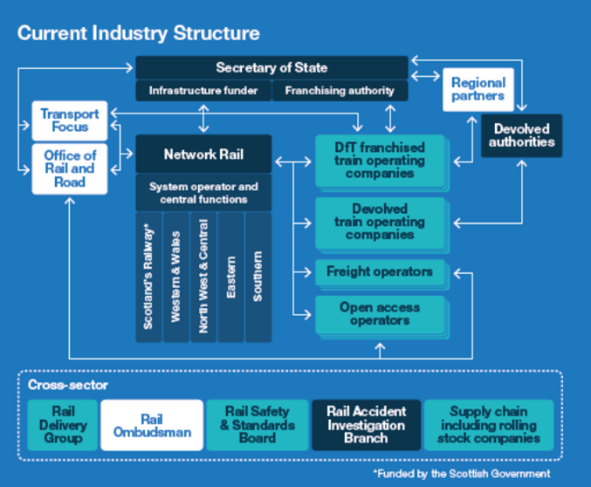 Current Industry Structure
Secretary of State
Infrastructure funder
Franchising authority
Regional
partners
Transport
Focus
Devolved
authorities
Office of
Rail and
Road
Network Rail
System operator and
central functions
Scotland's Railway*
Western & Wales
North West & Central
Eastern
Southern
DfT franchised
train operating
companies
Devolved
train operating
companies
Freight operators
Open access
operators
Cross-sector
Rail
Delivery
Group
Rail
Ombudsman
Rail Safety
& Standards
Board
Rail Accident
Investigation
Branch
Supply chain
including rolling
stock companies
*Funded by the Scottish Government